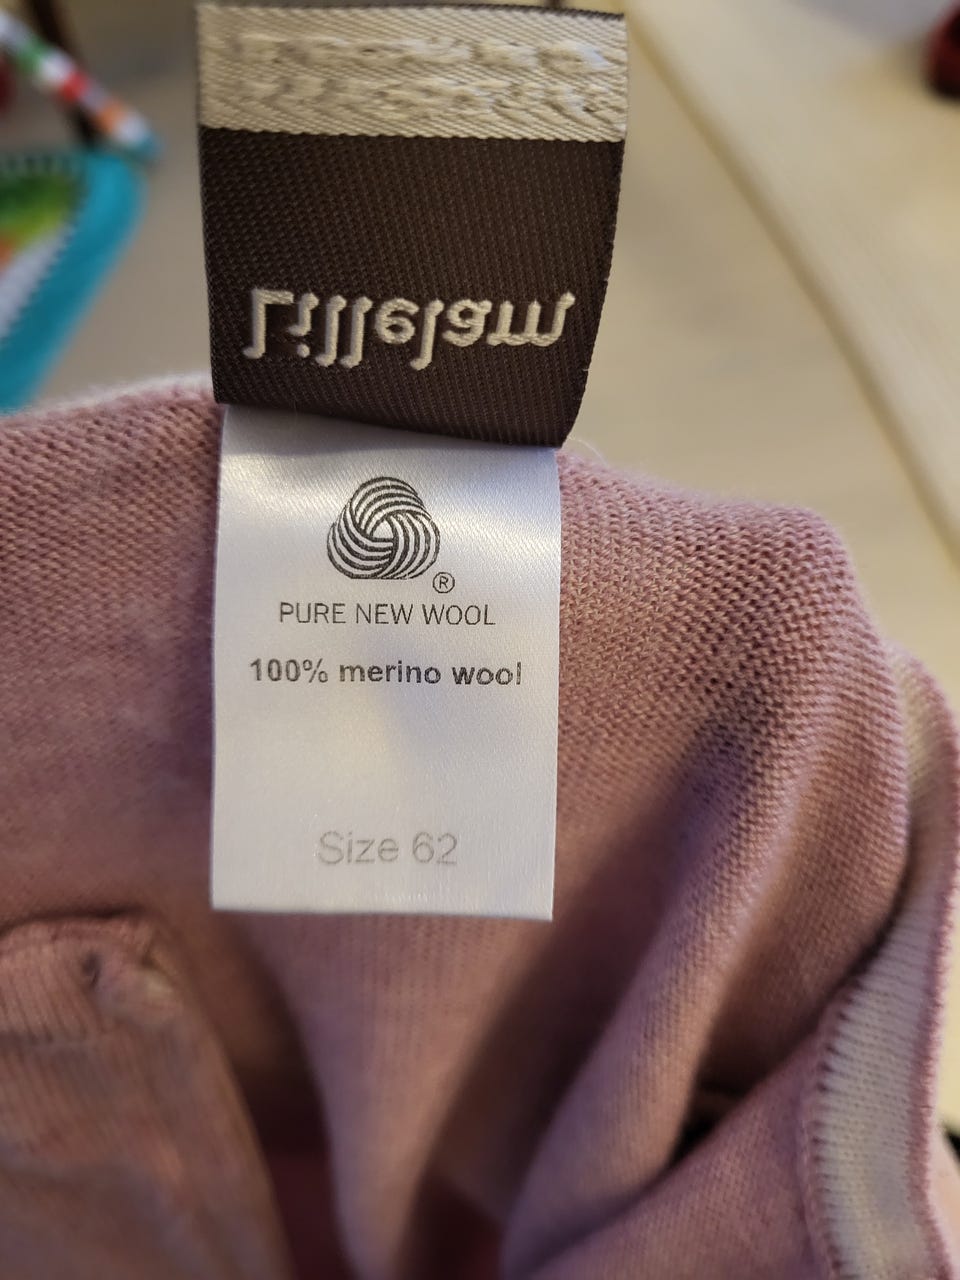 Lillelam
®
PURE NEW WOOL
100% merino wool
Size 62